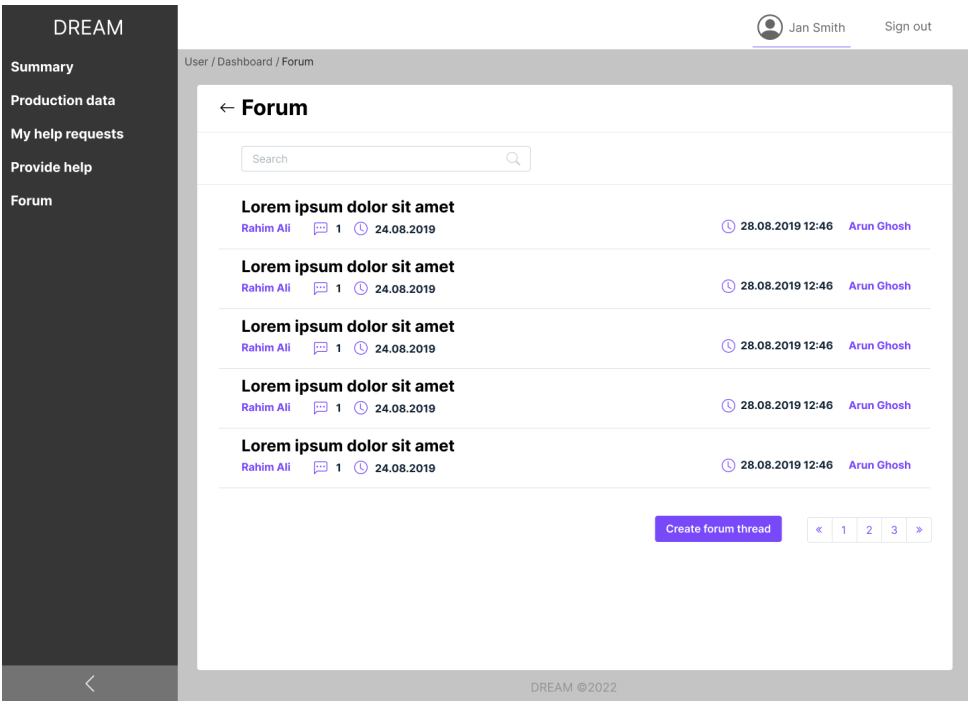 DREAM
Jan Smith
Sign out
Summary
Production data
My help requests
Provide help
Forum
User / Dashboard / Forum
Forum
Search
Lorem ipsum dolor sit amet
Rahim Ali 1 24.08.2019 28.08.2019 12:46 Arun Ghosh
Lorem ipsum dolor sit amet
Rahim Ali 1 24.08.2019 28.08.2019 12:46 Arun Ghosh
Lorem ipsum dolor sit amet
Rahim Ali 1 24.08.2019 28.08.2019 12:46 Arun Ghosh
Lorem ipsum dolor sit amet
Rahim Ali 1 24.08.2019 28.08.2019 12:46 Arun Ghosh
Lorem ipsum dolor sit amet
Rahim Ali 1 24.08.2019 28.08.2019 12:46 Arun Ghosh
Create forum thread « 1 2 3 »
DREAM ©2022